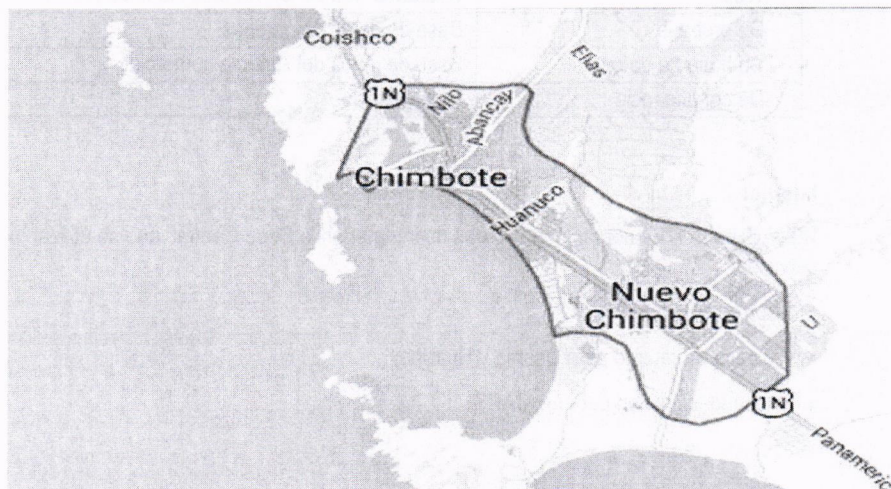 Coishco
1N
Nilo
Abancay
Elias
Chimbote
Huanuco
Nuevo
Chimbote
U
1N
Panameric